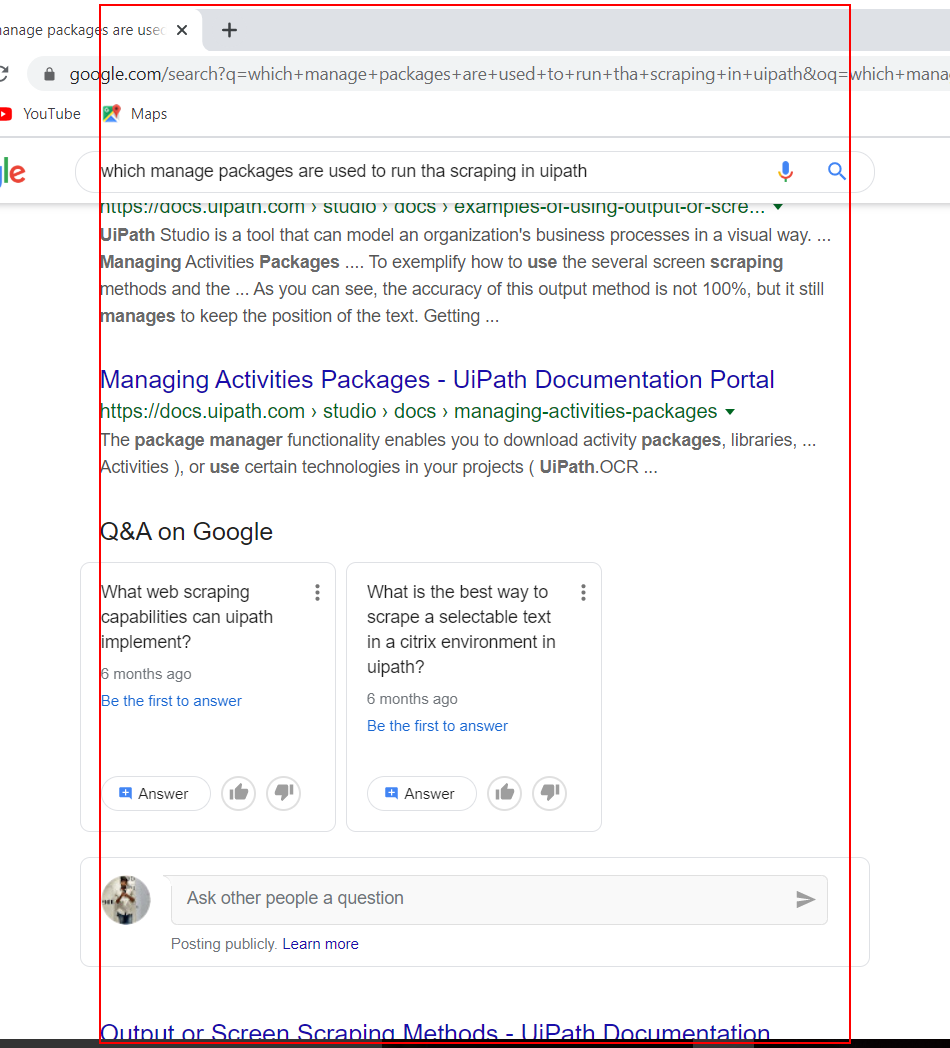 manage packages are used
google.com/search?q=which+manage+packages+are+used+to+run+tha+scraping+in+uipath&oq=which+mana
YouTube Maps
gle
which manage packages are used to run tha scraping in uipath
https://docs.uipath.com › studio › docs › examples-of-using-output-or-scre...
UiPath Studio is a tool that can model an organization's business processes in a visual way. ...
Managing Activities Packages .... To exemplify how to use the several screen scraping
methods and the ... As you can see, the accuracy of this output method is not 100%, but it still
manages to keep the position of the text. Getting ...
Managing Activities Packages - UiPath Documentation Portal
https://docs.uipath.com › studio › docs › managing-activities-packages
The package manager functionality enables you to download activity packages, libraries, ...
Activities ), or use certain technologies in your projects ( UiPath.OCR ...
Q&A on Google
What web scraping
capabilities can uipath
implement?
6 months ago
Be the first to answer
Answer
What is the best way to
scrape a selectable text
in a citrix environment in
uipath?
6 months ago
Be the first to answer
Answer
Ask other people a question
Posting publicly. Learn more
Output or Screen Scraping Methods - UiPath Documentation